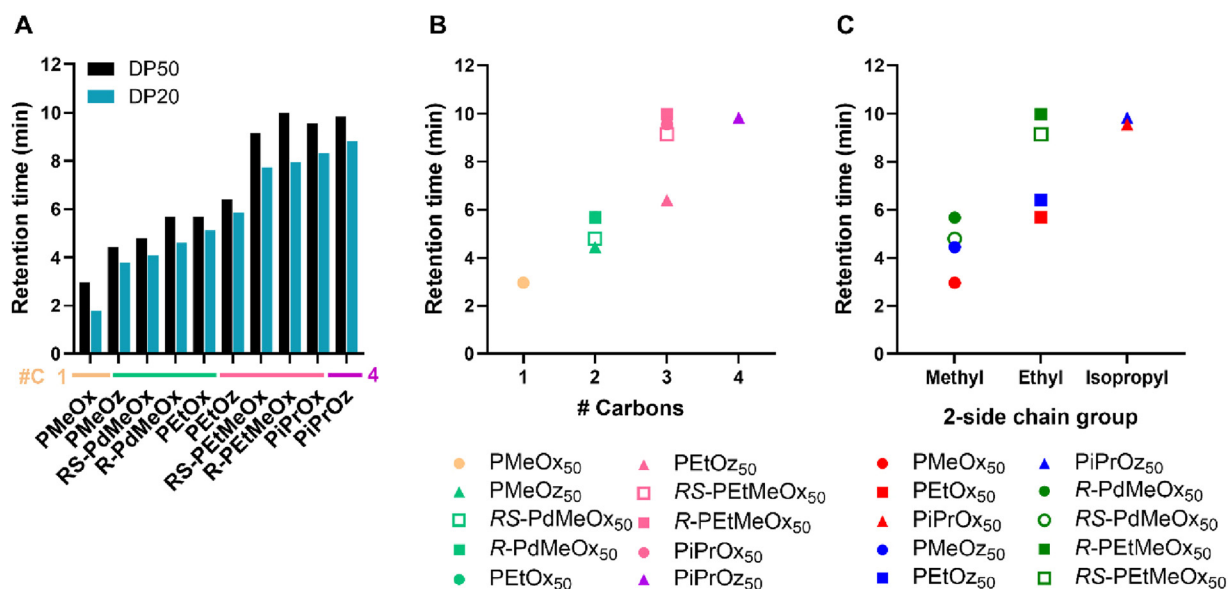 A
Retention time (min)
12
10
8
6
4
2
0
DP50
DP20
#C 1 4
PMeOx
PMeOz
RS-PdMeOx
R-PdMeOx
PEtOx
PEtOz
RS-PEtMeOx
R-PEtMeOx
PiPrOx
PiPrOz
B
Retention time (min)
12
10
8
6
4
2
0
1 2 3 4
# Carbons
PMeOx50
PMeOz50
RS-PdMeOx50
R-PdMeOx50
PEtOx50
PEtOz50
RS-PEtMeOx50
R-PEtMeOx50
PiPrOx50
PiPrOz50
C
Retention time (min)
12
10
8
6
4
2
0
Methyl Ethyl Isopropyl
2-side chain group
PMeOx50
PEtOx50
PiPrOx50
PMeOz50
PEtOz50
PiPrOz50
R-PdMeOx50
RS-PdMeOx50
R-PEtMeOx50
RS-PEtMeOx50